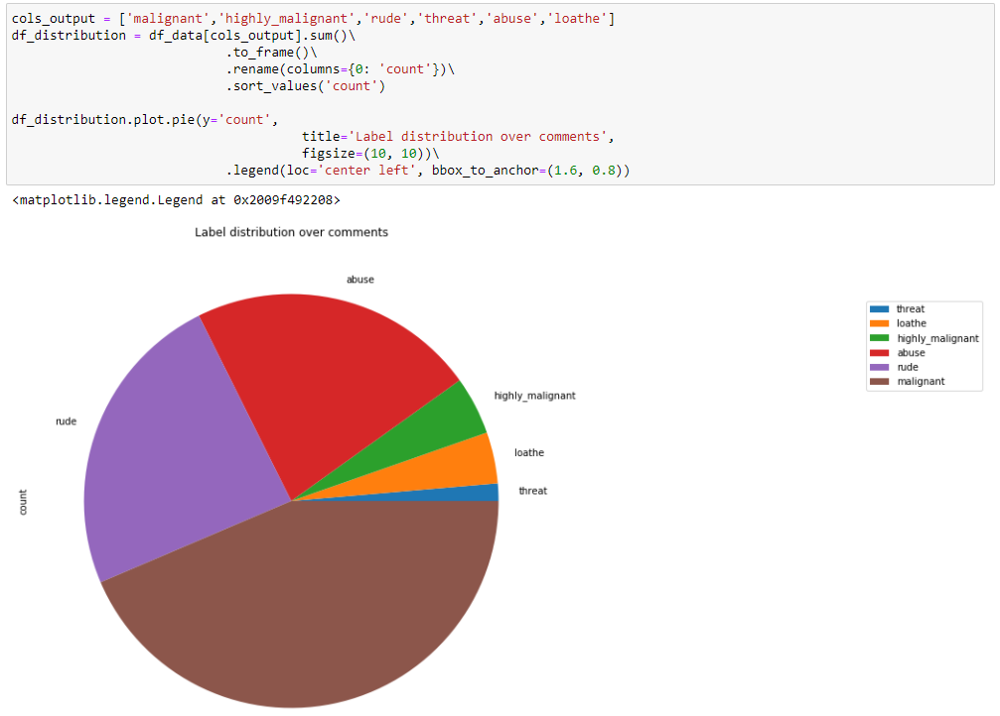 cols_output = ['malignant','highly_malignant','rude','threat','abuse','loathe']
df_distribution = df_data[cols_output].sum()\
.to_frame()\
.rename(columns={0: 'count'})\
.sort_values('count')
df_distribution.plot.pie(y='count',
title='Label distribution over comments',
figsize=(10, 10))\
.legend(loc='center left', bbox_to_anchor=(1.6, 0.8))
<matplotlib.legend.Legend at 0x2009f492208>
Label distribution over comments
abuse
highly_malignant
rude
loathe
threat
count
threat
loathe
highly_malignant
abuse
rude
malignant